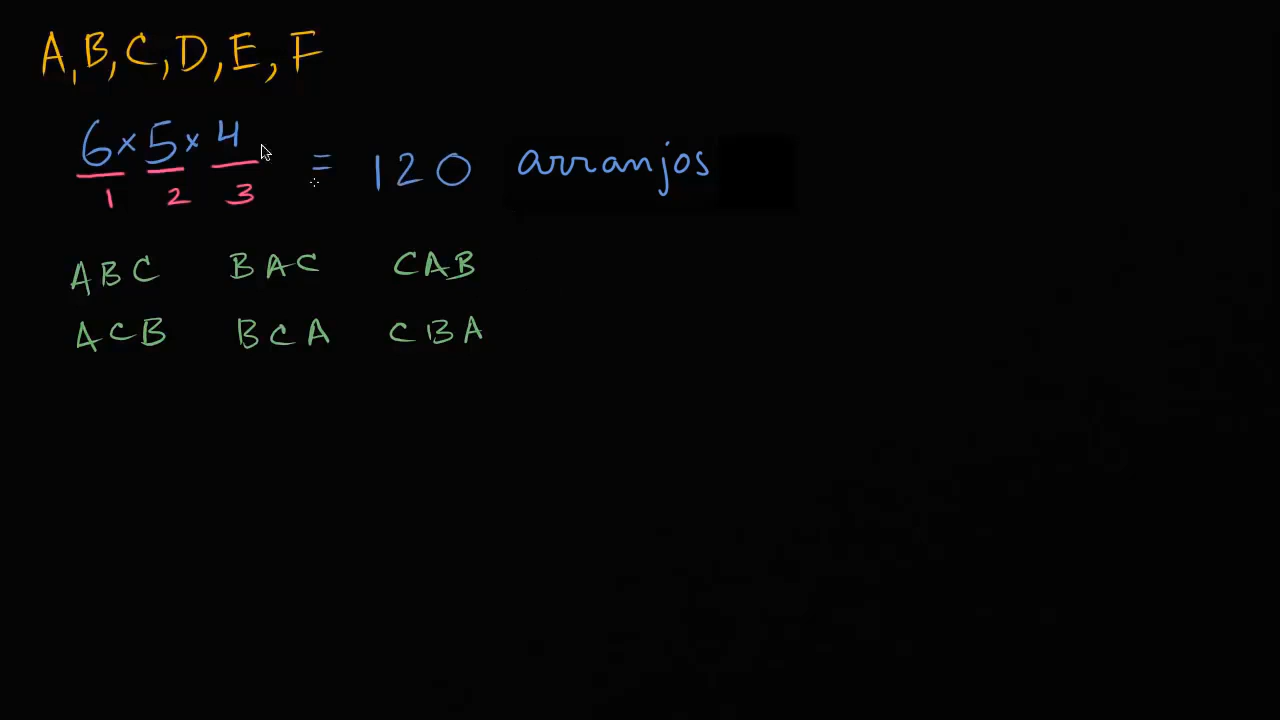 A, B, C, D, E, F
6 x 5 x 4 = 120 arranjos
1 2 3
ABC BAC CAB
ACB BCA CBA